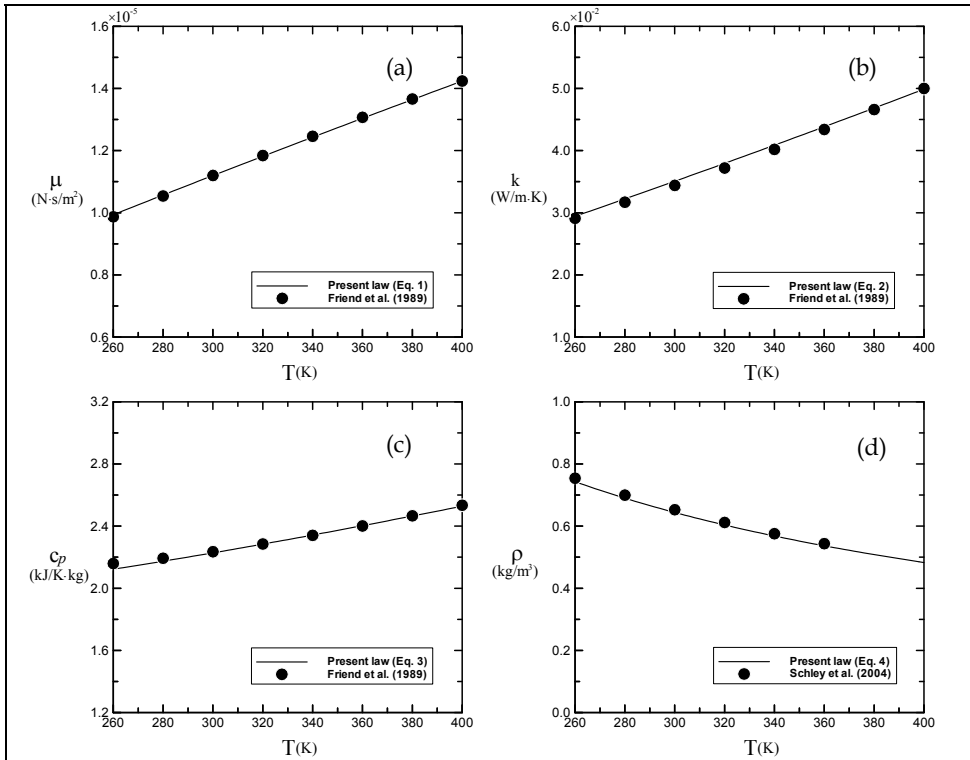 ×10⁻⁵
1.6
1.4
1.2
1.0
0.8
0.6
μ
(N·s/m²)
(a)
Present law (Eq. 1)
Friend et al. (1989)
260 280 300 320 340 360 380 400
T(K)
×10⁻²
6.0
5.0
4.0
3.0
2.0
1.0
k
(W/m·K)
(b)
Present law (Eq. 2)
Friend et al. (1989)
260 280 300 320 340 360 380 400
T(K)
3.2
2.8
2.4
2.0
1.6
1.2
cp
(kJ/K·kg)
(c)
Present law (Eq. 3)
Friend et al. (1989)
260 280 300 320 340 360 380 400
T(K)
1.0
0.8
0.6
0.4
0.2
0.0
ρ
(kg/m³)
(d)
Present law (Eq. 4)
Schley et al. (2004)
260 280 300 320 340 360 380 400
T(K)